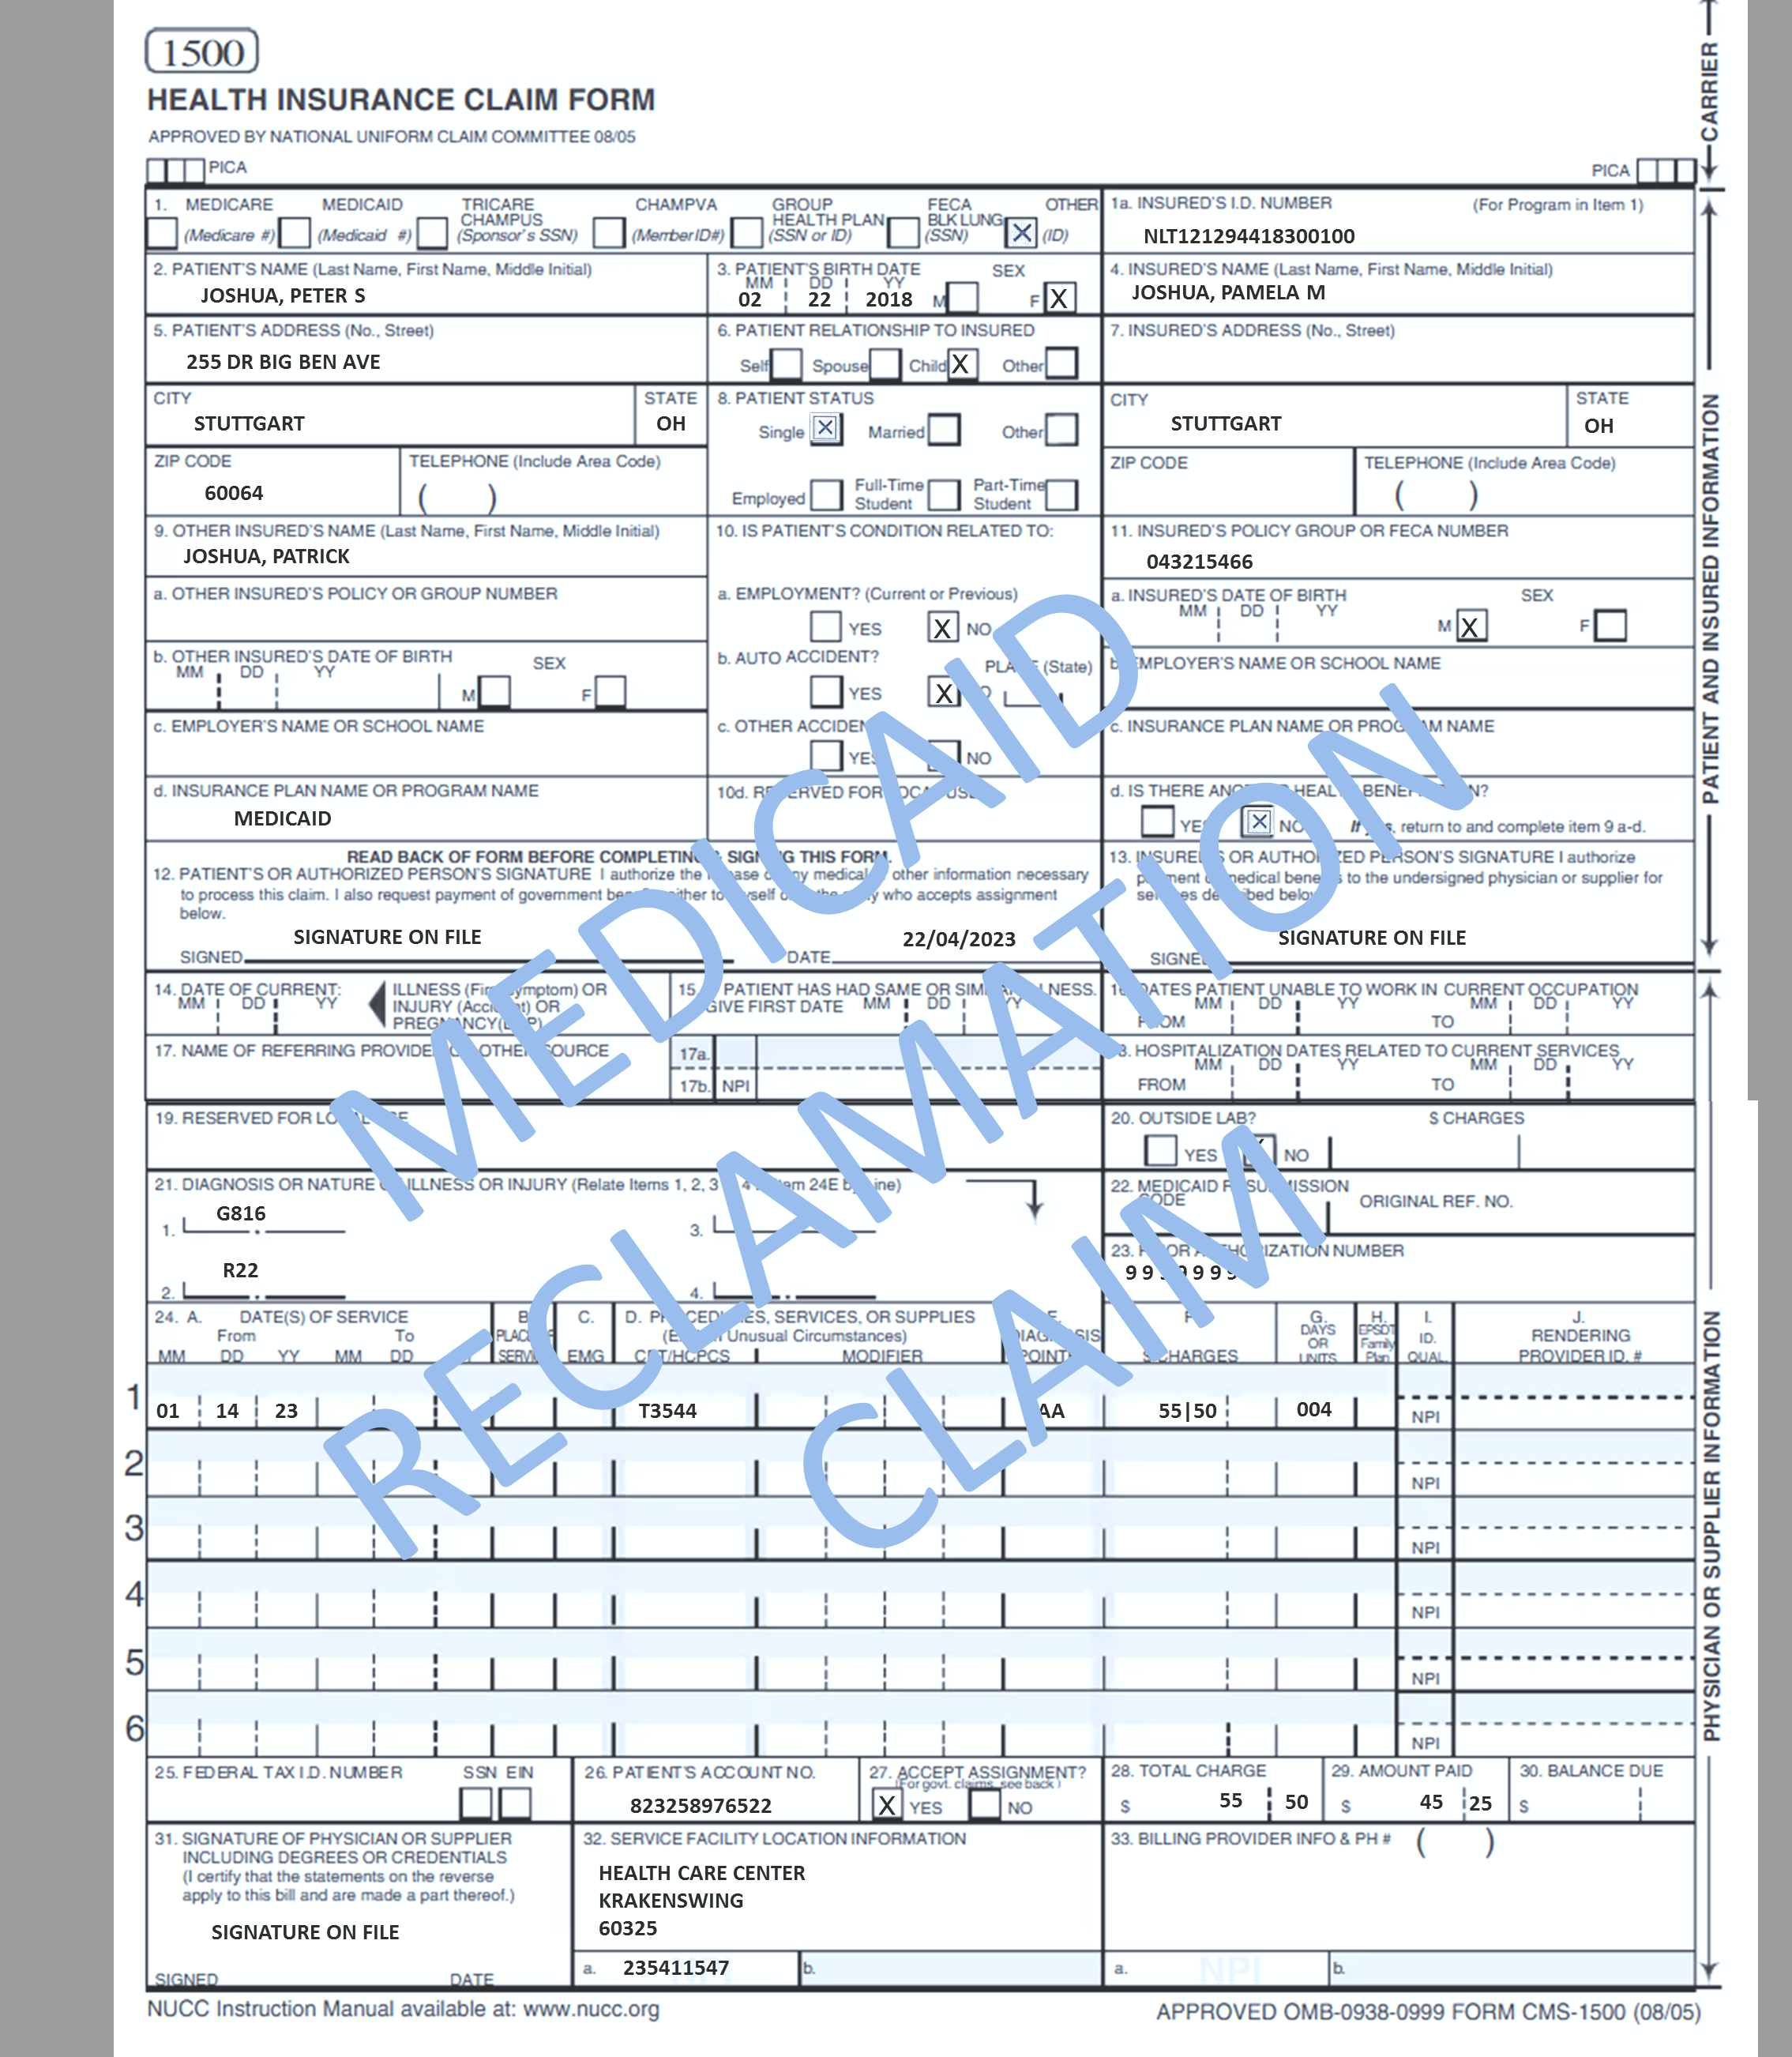 1500
HEALTH INSURANCE CLAIM FORM
APPROVED BY NATIONAL UNIFORM CLAIM COMMITTEE 08/05
PICA
PICA
CARRIER
1. MEDICARE MEDICAID TRICARE CHAMPUS CHAMPVA GROUP HEALTH PLAN FECA BLK LUNG OTHER
(Medicare #) (Medicaid #) (Sponsor's SSN) (Member ID#) (SSN or ID) (SSN) X (ID)
1a. INSURED'S I.D. NUMBER (For Program in Item 1)
NLT121294418300100
2. PATIENT'S NAME (Last Name, First Name, Middle Initial)
JOSHUA, PETER S
3. PATIENT'S BIRTH DATE SEX
MM DD YY
02 22 2018 M F X
4. INSURED'S NAME (Last Name, First Name, Middle Initial)
JOSHUA, PAMELA M
5. PATIENT'S ADDRESS (No., Street)
255 DR BIG BEN AVE
6. PATIENT RELATIONSHIP TO INSURED
Self Spouse Child X Other
7. INSURED'S ADDRESS (No., Street)
CITY STATE
STUTTGART OH
8. PATIENT STATUS
Single X Married Other
Employed Full-Time Student Part-Time Student
CITY STATE
STUTTGART OH
ZIP CODE TELEPHONE (Include Area Code)
60064 ( )
ZIP CODE TELEPHONE (Include Area Code)
( )
9. OTHER INSURED'S NAME (Last Name, First Name, Middle Initial)
JOSHUA, PATRICK
10. IS PATIENT'S CONDITION RELATED TO:
11. INSURED'S POLICY GROUP OR FECA NUMBER
043215466
a. OTHER INSURED'S POLICY OR GROUP NUMBER
a. EMPLOYMENT? (Current or Previous)
YES X NO
a. INSURED'S DATE OF BIRTH SEX
MM DD YY M X F
b. OTHER INSURED'S DATE OF BIRTH SEX
MM DD YY M F
b. AUTO ACCIDENT? PLACE (State)
YES X NO
b. EMPLOYER'S NAME OR SCHOOL NAME
c. EMPLOYER'S NAME OR SCHOOL NAME
c. OTHER ACCIDENT
YES NO
c. INSURANCE PLAN NAME OR PROGRAM NAME
d. INSURANCE PLAN NAME OR PROGRAM NAME
MEDICAID
10d. RESERVED FOR LOCAL USE
d. IS THERE ANOTHER HEALTH BENEFIT PLAN?
YES X NO If yes, return to and complete item 9 a-d.
PATIENT AND INSURED INFORMATION
READ BACK OF FORM BEFORE COMPLETING & SIGNING THIS FORM.
12. PATIENT'S OR AUTHORIZED PERSON'S SIGNATURE I authorize the release of any medical or other information necessary
to process this claim. I also request payment of government benefits either to myself or to the party who accepts assignment
below.
SIGNATURE ON FILE 22/04/2023
SIGNED DATE
13. INSURED'S OR AUTHORIZED PERSON'S SIGNATURE I authorize
payment of medical benefits to the undersigned physician or supplier for
services described below.
SIGNATURE ON FILE
SIGNED
14. DATE OF CURRENT: ILLNESS (First symptom) OR
MM DD YY INJURY (Accident) OR
PREGNANCY(LMP)
15. IF PATIENT HAS HAD SAME OR SIMILAR ILLNESS.
GIVE FIRST DATE MM DD YY
16. DATES PATIENT UNABLE TO WORK IN CURRENT OCCUPATION
MM DD YY MM DD YY
FROM TO
17. NAME OF REFERRING PROVIDER OR OTHER SOURCE
17a.
17b. NPI
18. HOSPITALIZATION DATES RELATED TO CURRENT SERVICES
MM DD YY MM DD YY
FROM TO
19. RESERVED FOR LOCAL USE
20. OUTSIDE LAB? $ CHARGES
YES NO
21. DIAGNOSIS OR NATURE OF ILLNESS OR INJURY (Relate Items 1, 2, 3 or 4 to Item 24E by Line)
1. G816 3.
2. R22 4.
22. MEDICAID RESUBMISSION
CODE ORIGINAL REF. NO.
23. PRIOR AUTHORIZATION NUMBER
24. A. DATE(S) OF SERVICE B. C. D. PROCEDURES, SERVICES, OR SUPPLIES E. F. G. H. I. J.
From To PLACE OF (Explain Unusual Circumstances) DIAGNOSIS DAYS OR UNITS EPSDT Family Plan ID. QUAL. RENDERING
MM DD YY MM DD SERVICE EMG CPT/HCPCS MODIFIER POINTER $ CHARGES PROVIDER ID. #
1 01 14 23 T3544 AA 55|50 004 NPI
2 NPI
3 NPI
4 NPI
5 NPI
6 NPI
PHYSICIAN OR SUPPLIER INFORMATION
25. FEDERAL TAX I.D. NUMBER SSN EIN
26. PATIENT'S ACCOUNT NO.
823258976522
27. ACCEPT ASSIGNMENT?
(For govt. claims, see back)
X YES NO
28. TOTAL CHARGE
$ 55 50
29. AMOUNT PAID
$ 45 25
30. BALANCE DUE
$
31. SIGNATURE OF PHYSICIAN OR SUPPLIER
INCLUDING DEGREES OR CREDENTIALS
(I certify that the statements on the reverse
apply to this bill and are made a part thereof.)
SIGNATURE ON FILE
SIGNED DATE
32. SERVICE FACILITY LOCATION INFORMATION
HEALTH CARE CENTER
KRAKENSWING
60325
a. 235411547 b.
33. BILLING PROVIDER INFO & PH # ( )
a. NPI b.
NUCC Instruction Manual available at: www.nucc.org
APPROVED OMB-0938-0999 FORM CMS-1500 (08/05)
MEDICAID
RECLAMATION
CLAIM